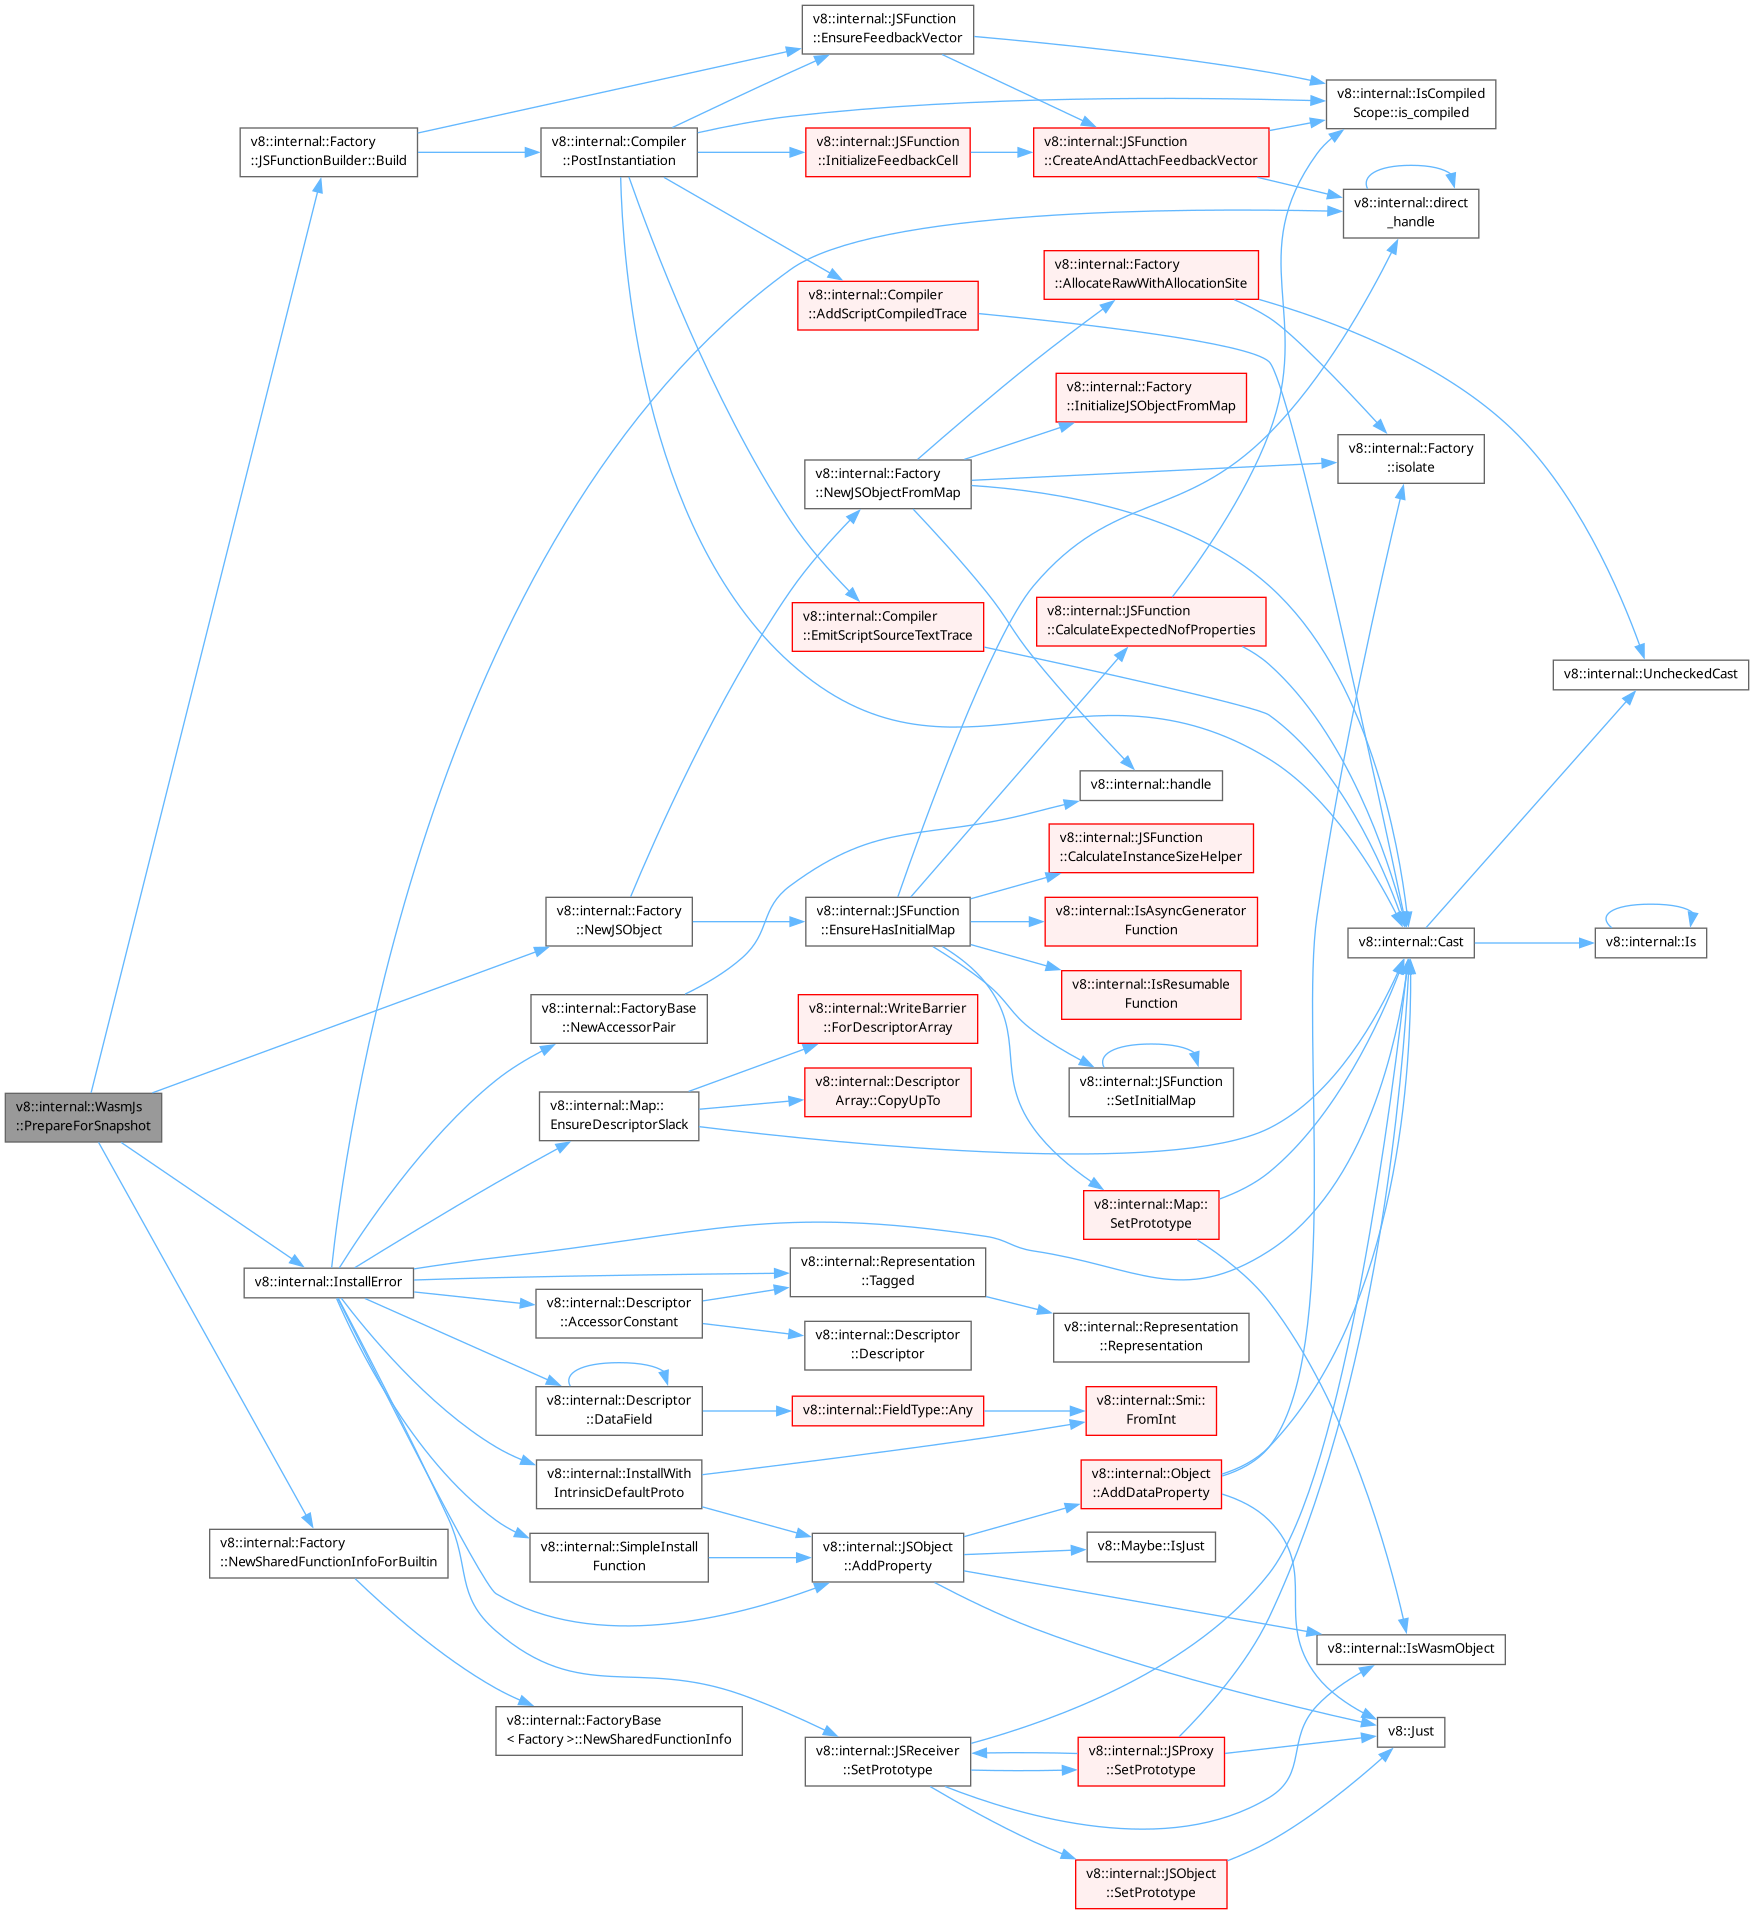 v8::internal::JSFunction
::EnsureFeedbackVector
v8::internal::IsCompiled
Scope::is_compiled
v8::internal::Factory
::JSFunctionBuilder::Build
v8::internal::Compiler
::PostInstantiation
v8::internal::JSFunction
::InitializeFeedbackCell
v8::internal::JSFunction
::CreateAndAttachFeedbackVector
v8::internal::direct
_handle
v8::internal::Factory
::AllocateRawWithAllocationSite
v8::internal::Compiler
::AddScriptCompiledTrace
v8::internal::Factory
::InitializeJSObjectFromMap
v8::internal::Factory
::isolate
v8::internal::Factory
::NewJSObjectFromMap
v8::internal::Compiler
::EmitScriptSourceTextTrace
v8::internal::JSFunction
::CalculateExpectedNofProperties
v8::internal::UncheckedCast
v8::internal::handle
v8::internal::JSFunction
::CalculateInstanceSizeHelper
v8::internal::Factory
::NewJSObject
v8::internal::JSFunction
::EnsureHasInitialMap
v8::internal::IsAsyncGenerator
Function
v8::internal::Cast
v8::internal::Is
v8::internal::IsResumable
Function
v8::internal::FactoryBase
::NewAccessorPair
v8::internal::WriteBarrier
::ForDescriptorArray
v8::internal::JSFunction
::SetInitialMap
v8::internal::WasmJs
::PrepareForSnapshot
v8::internal::Map::
EnsureDescriptorSlack
v8::internal::Descriptor
Array::CopyUpTo
v8::internal::Map::
SetPrototype
v8::internal::InstallError
v8::internal::Representation
::Tagged
v8::internal::Descriptor
::AccessorConstant
v8::internal::Descriptor
::Descriptor
v8::internal::Representation
::Representation
v8::internal::Descriptor
::DataField
v8::internal::FieldType::Any
v8::internal::Smi::
FromInt
v8::internal::InstallWith
IntrinsicDefaultProto
v8::internal::Object
::AddDataProperty
v8::internal::Factory
::NewSharedFunctionInfoForBuiltin
v8::internal::SimpleInstall
Function
v8::internal::JSObject
::AddProperty
v8::Maybe::IsJust
v8::internal::IsWasmObject
v8::internal::FactoryBase
< Factory >::NewSharedFunctionInfo
v8::internal::JSReceiver
::SetPrototype
v8::internal::JSProxy
::SetPrototype
v8::Just
v8::internal::JSObject
::SetPrototype